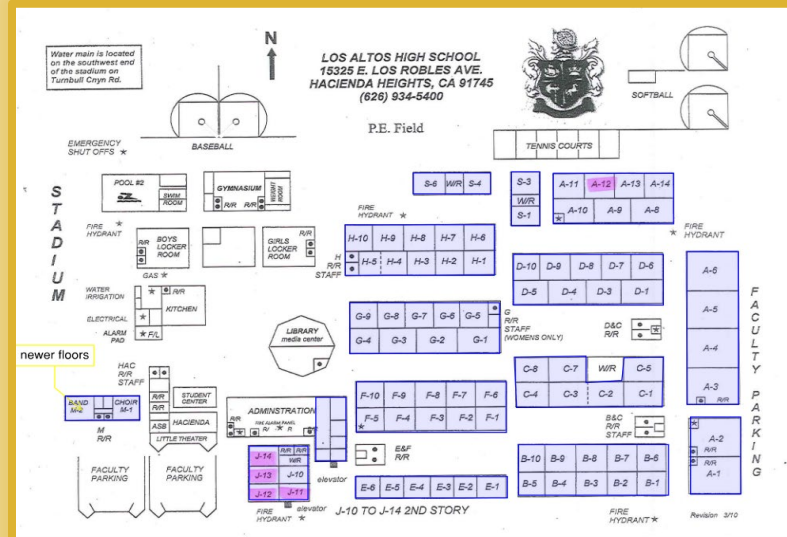 Water main is located
on the southwest end
of the stadium on
Turnbull Cnyn Rd.
N
LOS ALTOS HIGH SCHOOL
15325 E. LOS ROBLES AVE.
HACIENDA HEIGHTS, CA 91745
(626) 934-5400
P.E. Field
SOFTBALL
TENNIS COURTS
BASEBALL
EMERGENCY
SHUT OFFS ★
STADIUM
POOL #2
SWIM
ROOM
GYMNASIUM
R/R R/R
WEIGHT
ROOM
S-6 W/R S-4
S-3
W/R
S-1
A-11 A-12 A-13 A-14
A-10 A-9 A-8
FIRE
HYDRANT
FIRE
HYDRANT ★
FIRE
HYDRANT
R/R
BOYS
LOCKER
ROOM
GAS ★
GIRLS
LOCKER
ROOM
R/R
R/R
H
R/R
STAFF
H-10 H-9 H-8 H-7 H-6
H-5 H-4 H-3 H-2 H-1
D-10 D-9 D-8 D-7 D-6
D-5 D-4 D-3 D-1
A-6
A-5
A-4
A-3
R/R
FACULTY PARKING
WATER
IRRIGATION
R/R
KITCHEN
ELECTRICAL
ALARM
PAD
F/L
LIBRARY
media center
G-9 G-8 G-7 G-6 G-5
G-4 G-3 G-2 G-1
G
R/R
STAFF
(WOMENS ONLY)
D&C
R/R
newer floors
HAC
R/R
STAFF
R/R
R/R
STUDENT
CENTER
BAND
M-2
CHOIR
M-1
M
R/R
ASB
HACIENDA
LITTLE THEATER
ADMINSTRATION
FIRE ALARM PANEL
R/R
F-10 F-9 F-8 F-7 F-6
F-5 F-4 F-3 F-2 F-1
C-8 C-7 W/R C-5
C-4 C-3 C-2 C-1
B&C
R/R
STAFF
A-2
R/R
R/R
A-1
FACULTY
PARKING
FACULTY
PARKING
J-14 R/R R/R
W/R
J-13 J-10
J-12 J-11
elevator
elevator
FIRE
HYDRANT ★
E&F
R/R
E-6 E-5 E-4 E-3 E-2 E-1
J-10 TO J-14 2ND STORY
B-10 B-9 B-8 B-7 B-6
B-5 B-4 B-3 B-2 B-1
FIRE
HYDRANT ★
Revision 3/10